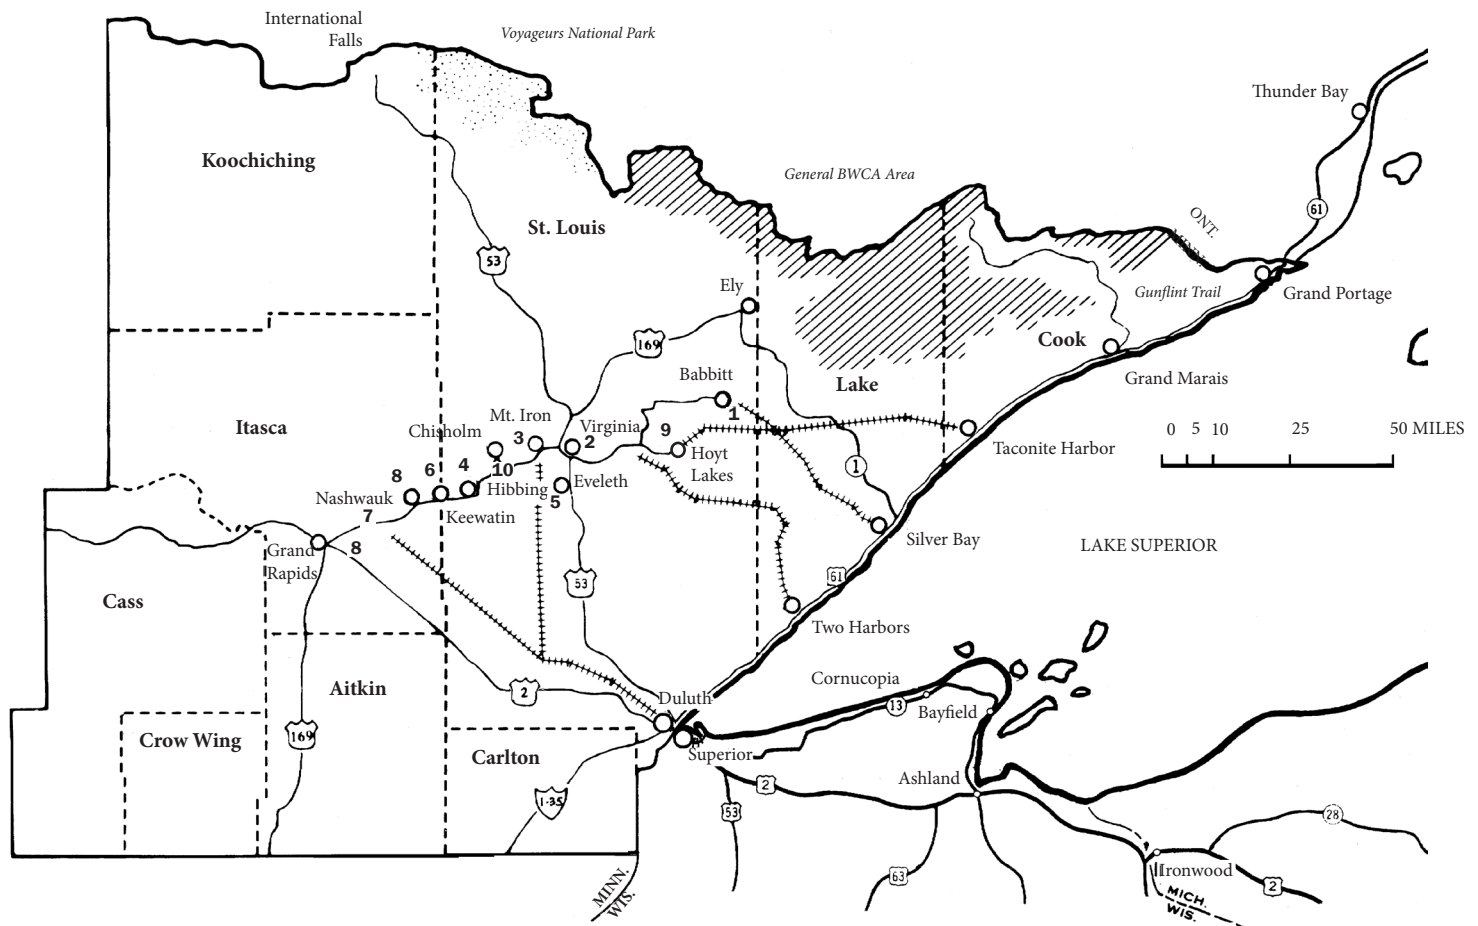 International
Falls
Voyageurs National Park
Thunder Bay
Koochiching
General BWCA Area
61
ONT.
St. Louis
53
Ely
Gunflint Trail
Grand Portage
169
Cook
Babbitt
Lake
Grand Marais
1
Mt. Iron
Itasca
Chisholm
3
2
Virginia
9
Taconite Harbor
0 5 10 25 50 MILES
Hoyt
Lakes
8
6
4
10
Hibbing
Eveleth
5
1
Nashwauk
7
Keewatin
Silver Bay
LAKE SUPERIOR
Grand
Rapids
8
53
61
Cass
Two Harbors
Aitkin
2
Duluth
Cornucopia
13
Bayfield
169
Crow Wing
Carlton
Superior
Ashland
2
I-35
53
28
63
Ironwood
2
MINN.
WIS.
MICH.
WIS.